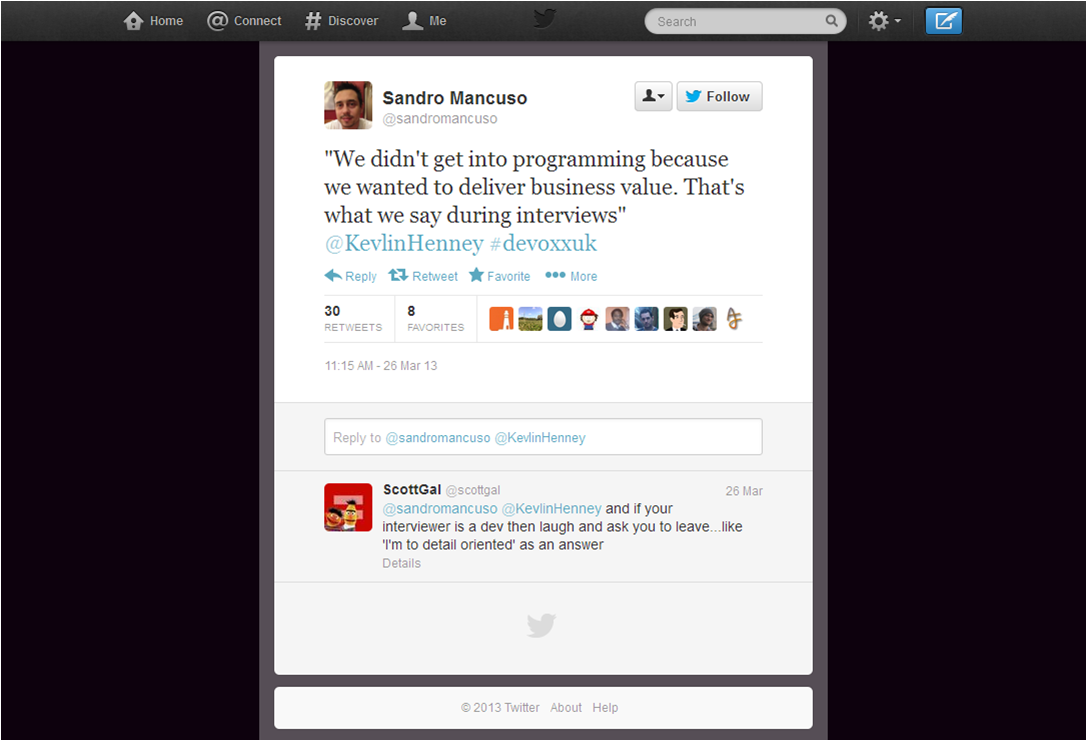 Home @ Connect # Discover Me Search
Sandro Mancuso
@sandromancuso
Follow
"We didn't get into programming because
we wanted to deliver business value. That's
what we say during interviews"
@KevlinHenney #devoxxuk
Reply Retweet Favorite More
30 8
RETWEETS FAVORITES
11:15 AM - 26 Mar 13
Reply to @sandromancuso @KevlinHenney
ScottGal @scottgal 26 Mar
@sandromancuso @KevlinHenney and if your
interviewer is a dev then laugh and ask you to leave...like
'I'm to detail oriented' as an answer
Details
© 2013 Twitter About Help